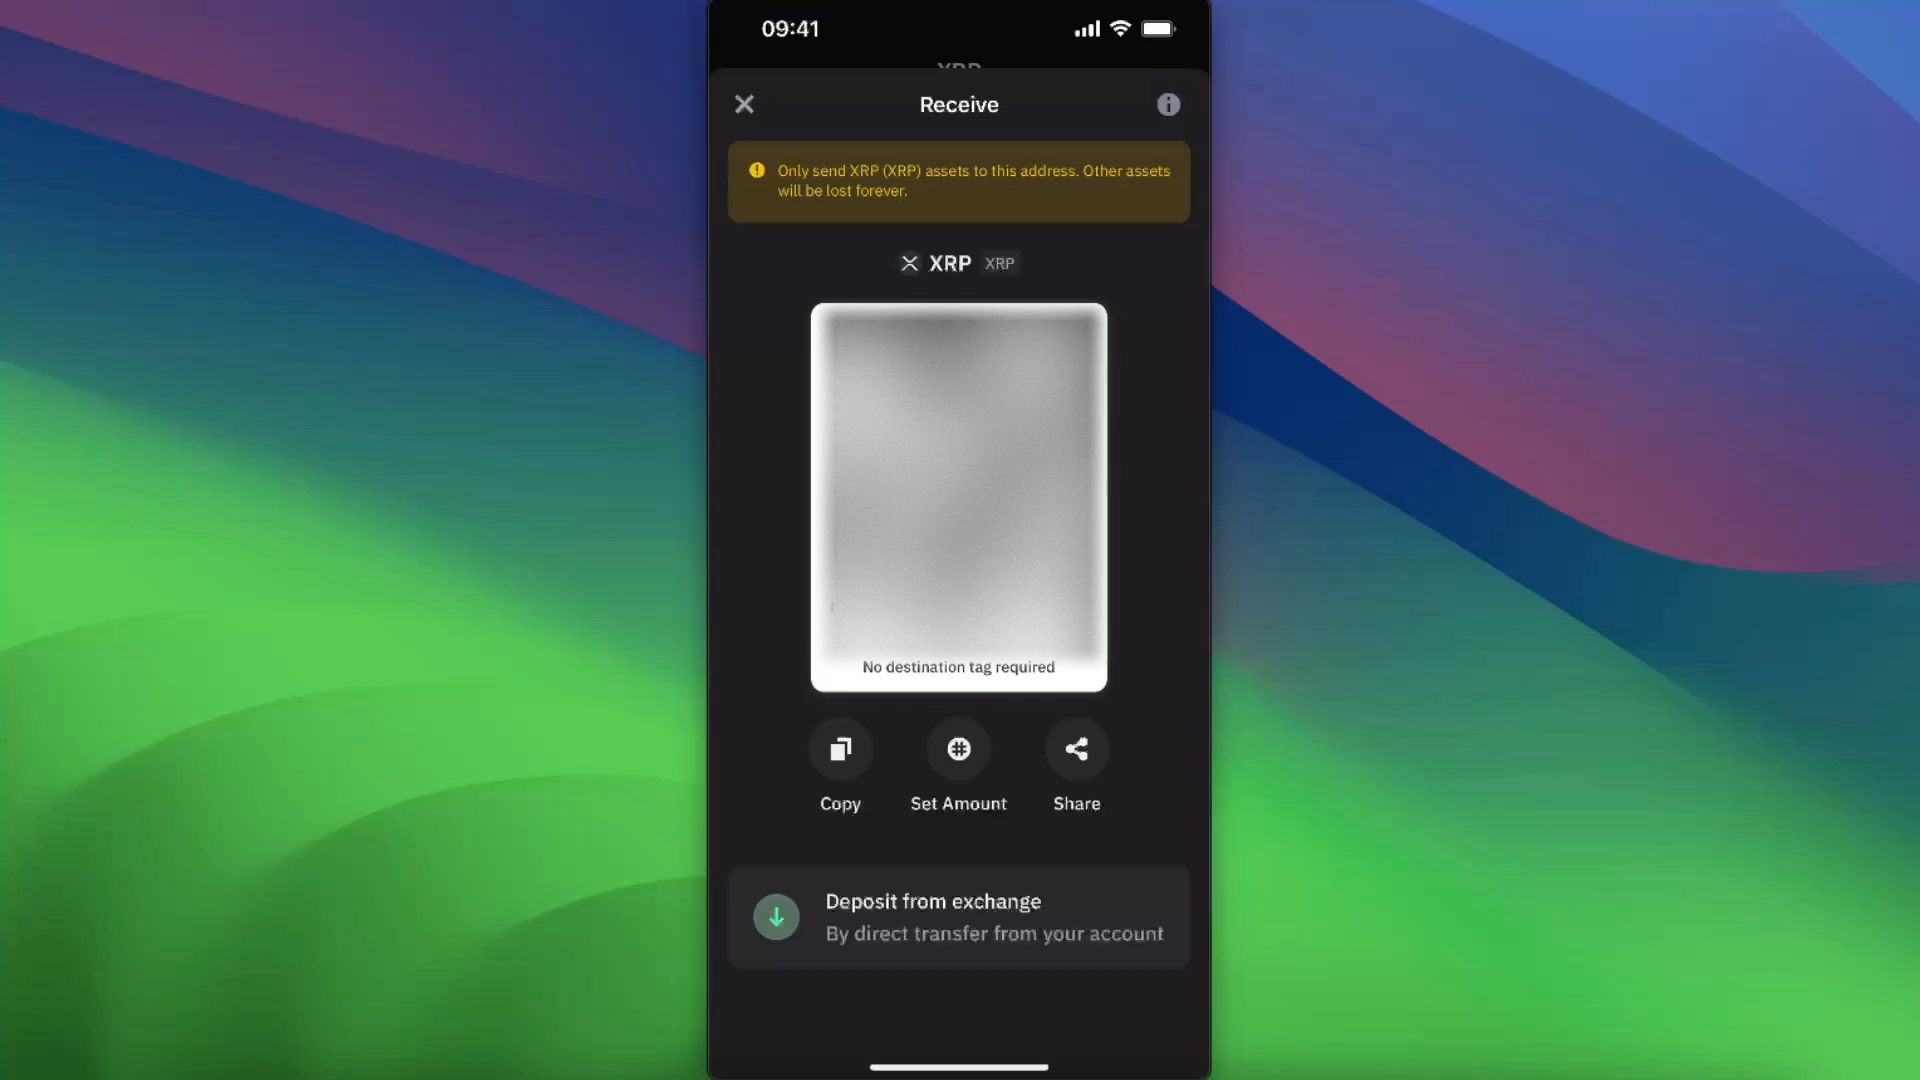 09:41
XRP
Receive
Only send XRP (XRP) assets to this address. Other assets
will be lost forever.
XRP XRP
No destination tag required
Copy Set Amount Share
Deposit from exchange
By direct transfer from your account